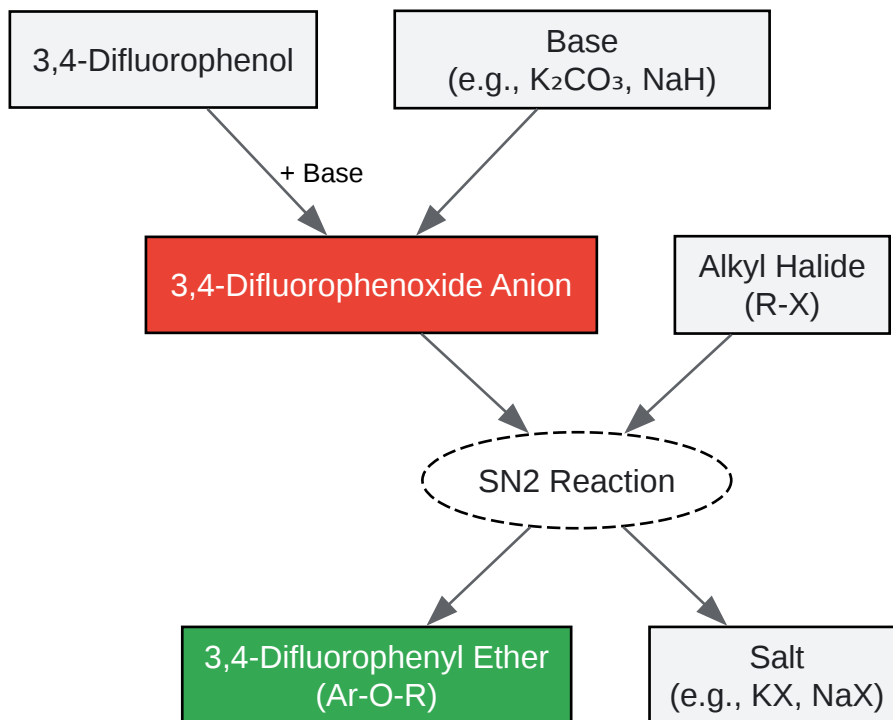 3,4-Difluorophenol
Base
(e.g., K₂CO₃, NaH)
+ Base
3,4-Difluorophenoxide Anion
Alkyl Halide
(R-X)
SN2 Reaction
3,4-Difluorophenyl Ether
(Ar-O-R)
Salt
(e.g., KX, NaX)